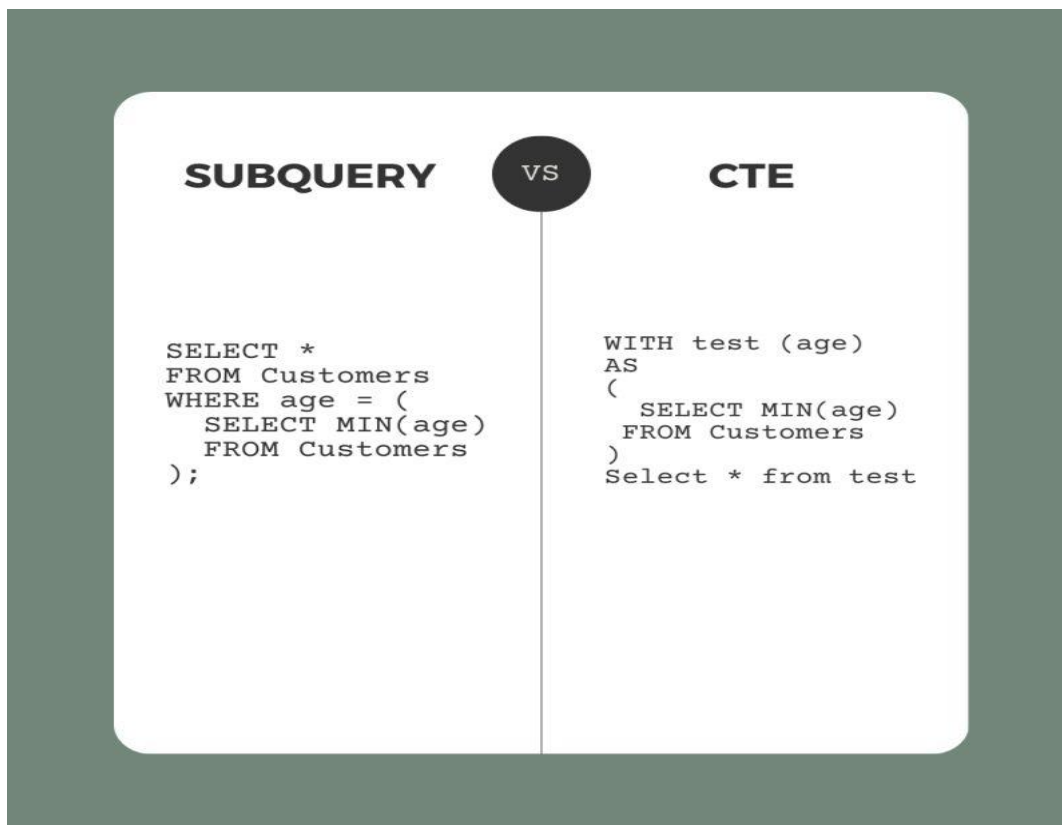 SUBQUERY
VS
CTE
SELECT *
FROM Customers
WHERE age = (
SELECT MIN(age)
FROM Customers
);
WITH test (age)
AS
(
SELECT MIN(age)
FROM Customers
)
Select * from test